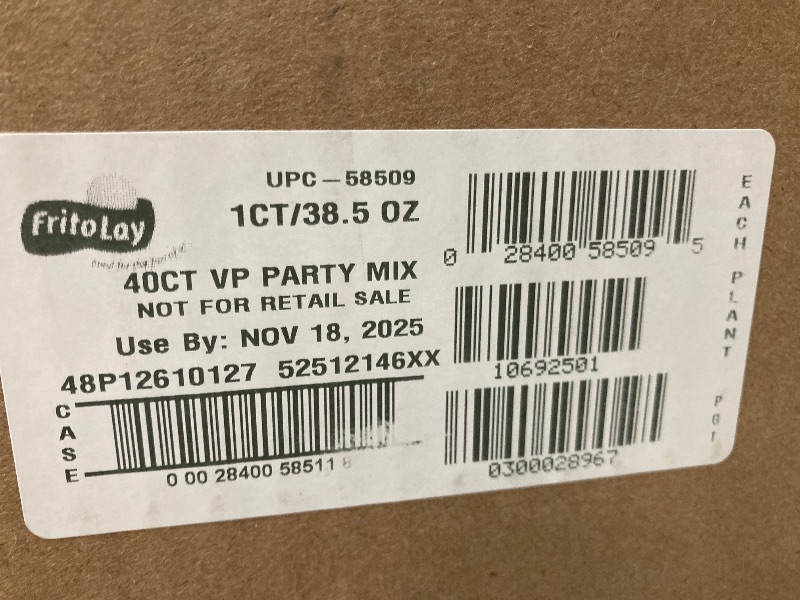 FritoLay
UPC—58509
1CT/38.5 OZ
40CT VP PARTY MIX
NOT FOR RETAIL SALE
Use By: NOV 18, 2025
48P12610127 52512146XX
CASE
0 00 28400 58511 8
0 28400 58509 5
10692501
0300028967
EACH PLANT